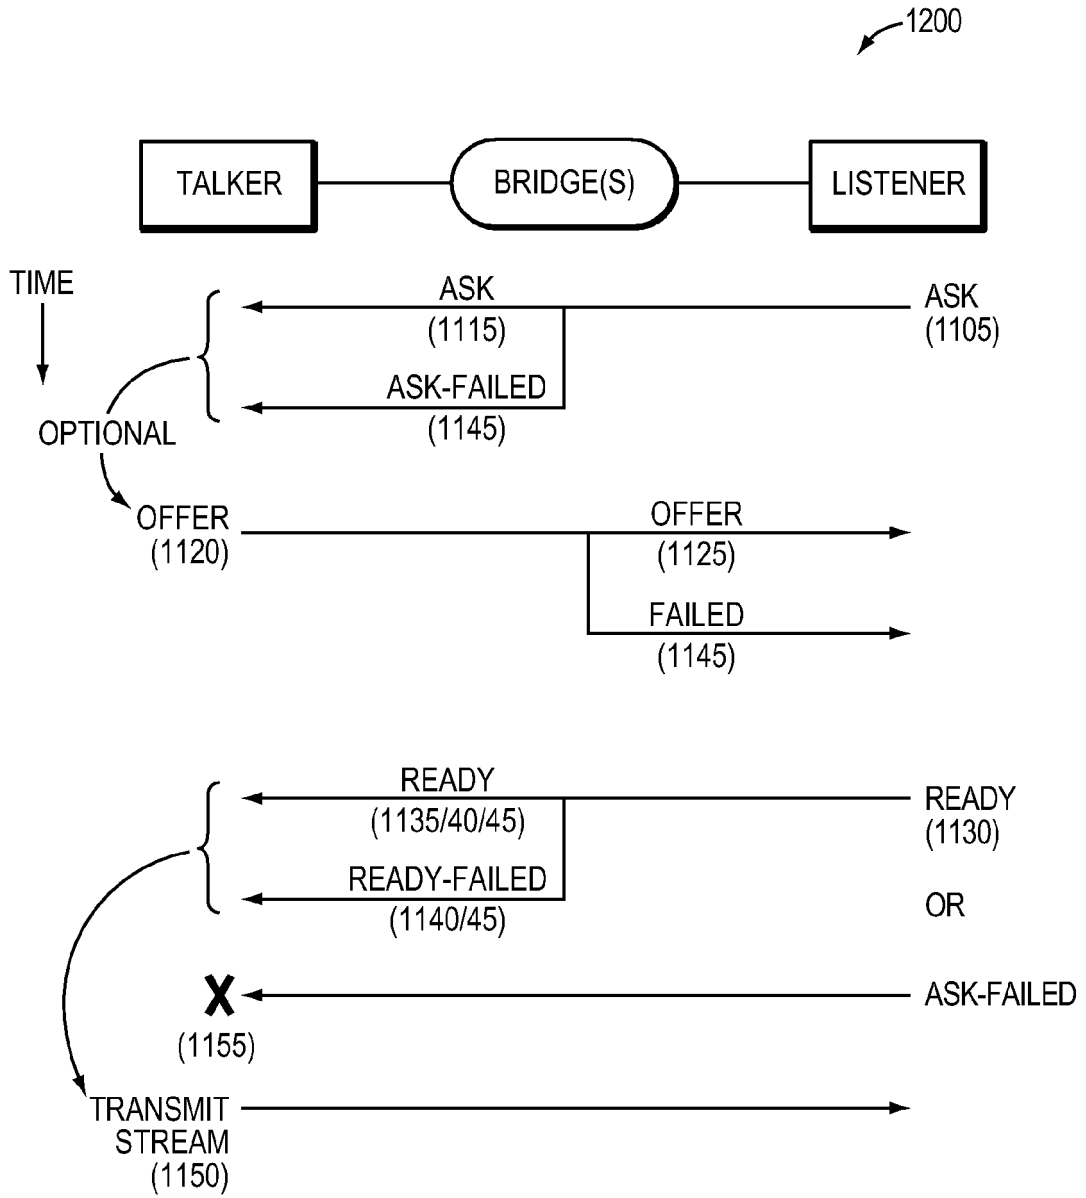 1200
TALKER
BRIDGE(S)
LISTENER
TIME
ASK
(1115)
ASK
(1105)
ASK-FAILED
(1145)
OPTIONAL
OFFER
(1120)
OFFER
(1125)
FAILED
(1145)
READY
(1135/40/45)
READY
(1130)
READY-FAILED
(1140/45)
OR
X
(1155)
ASK-FAILED
TRANSMIT
STREAM
(1150)